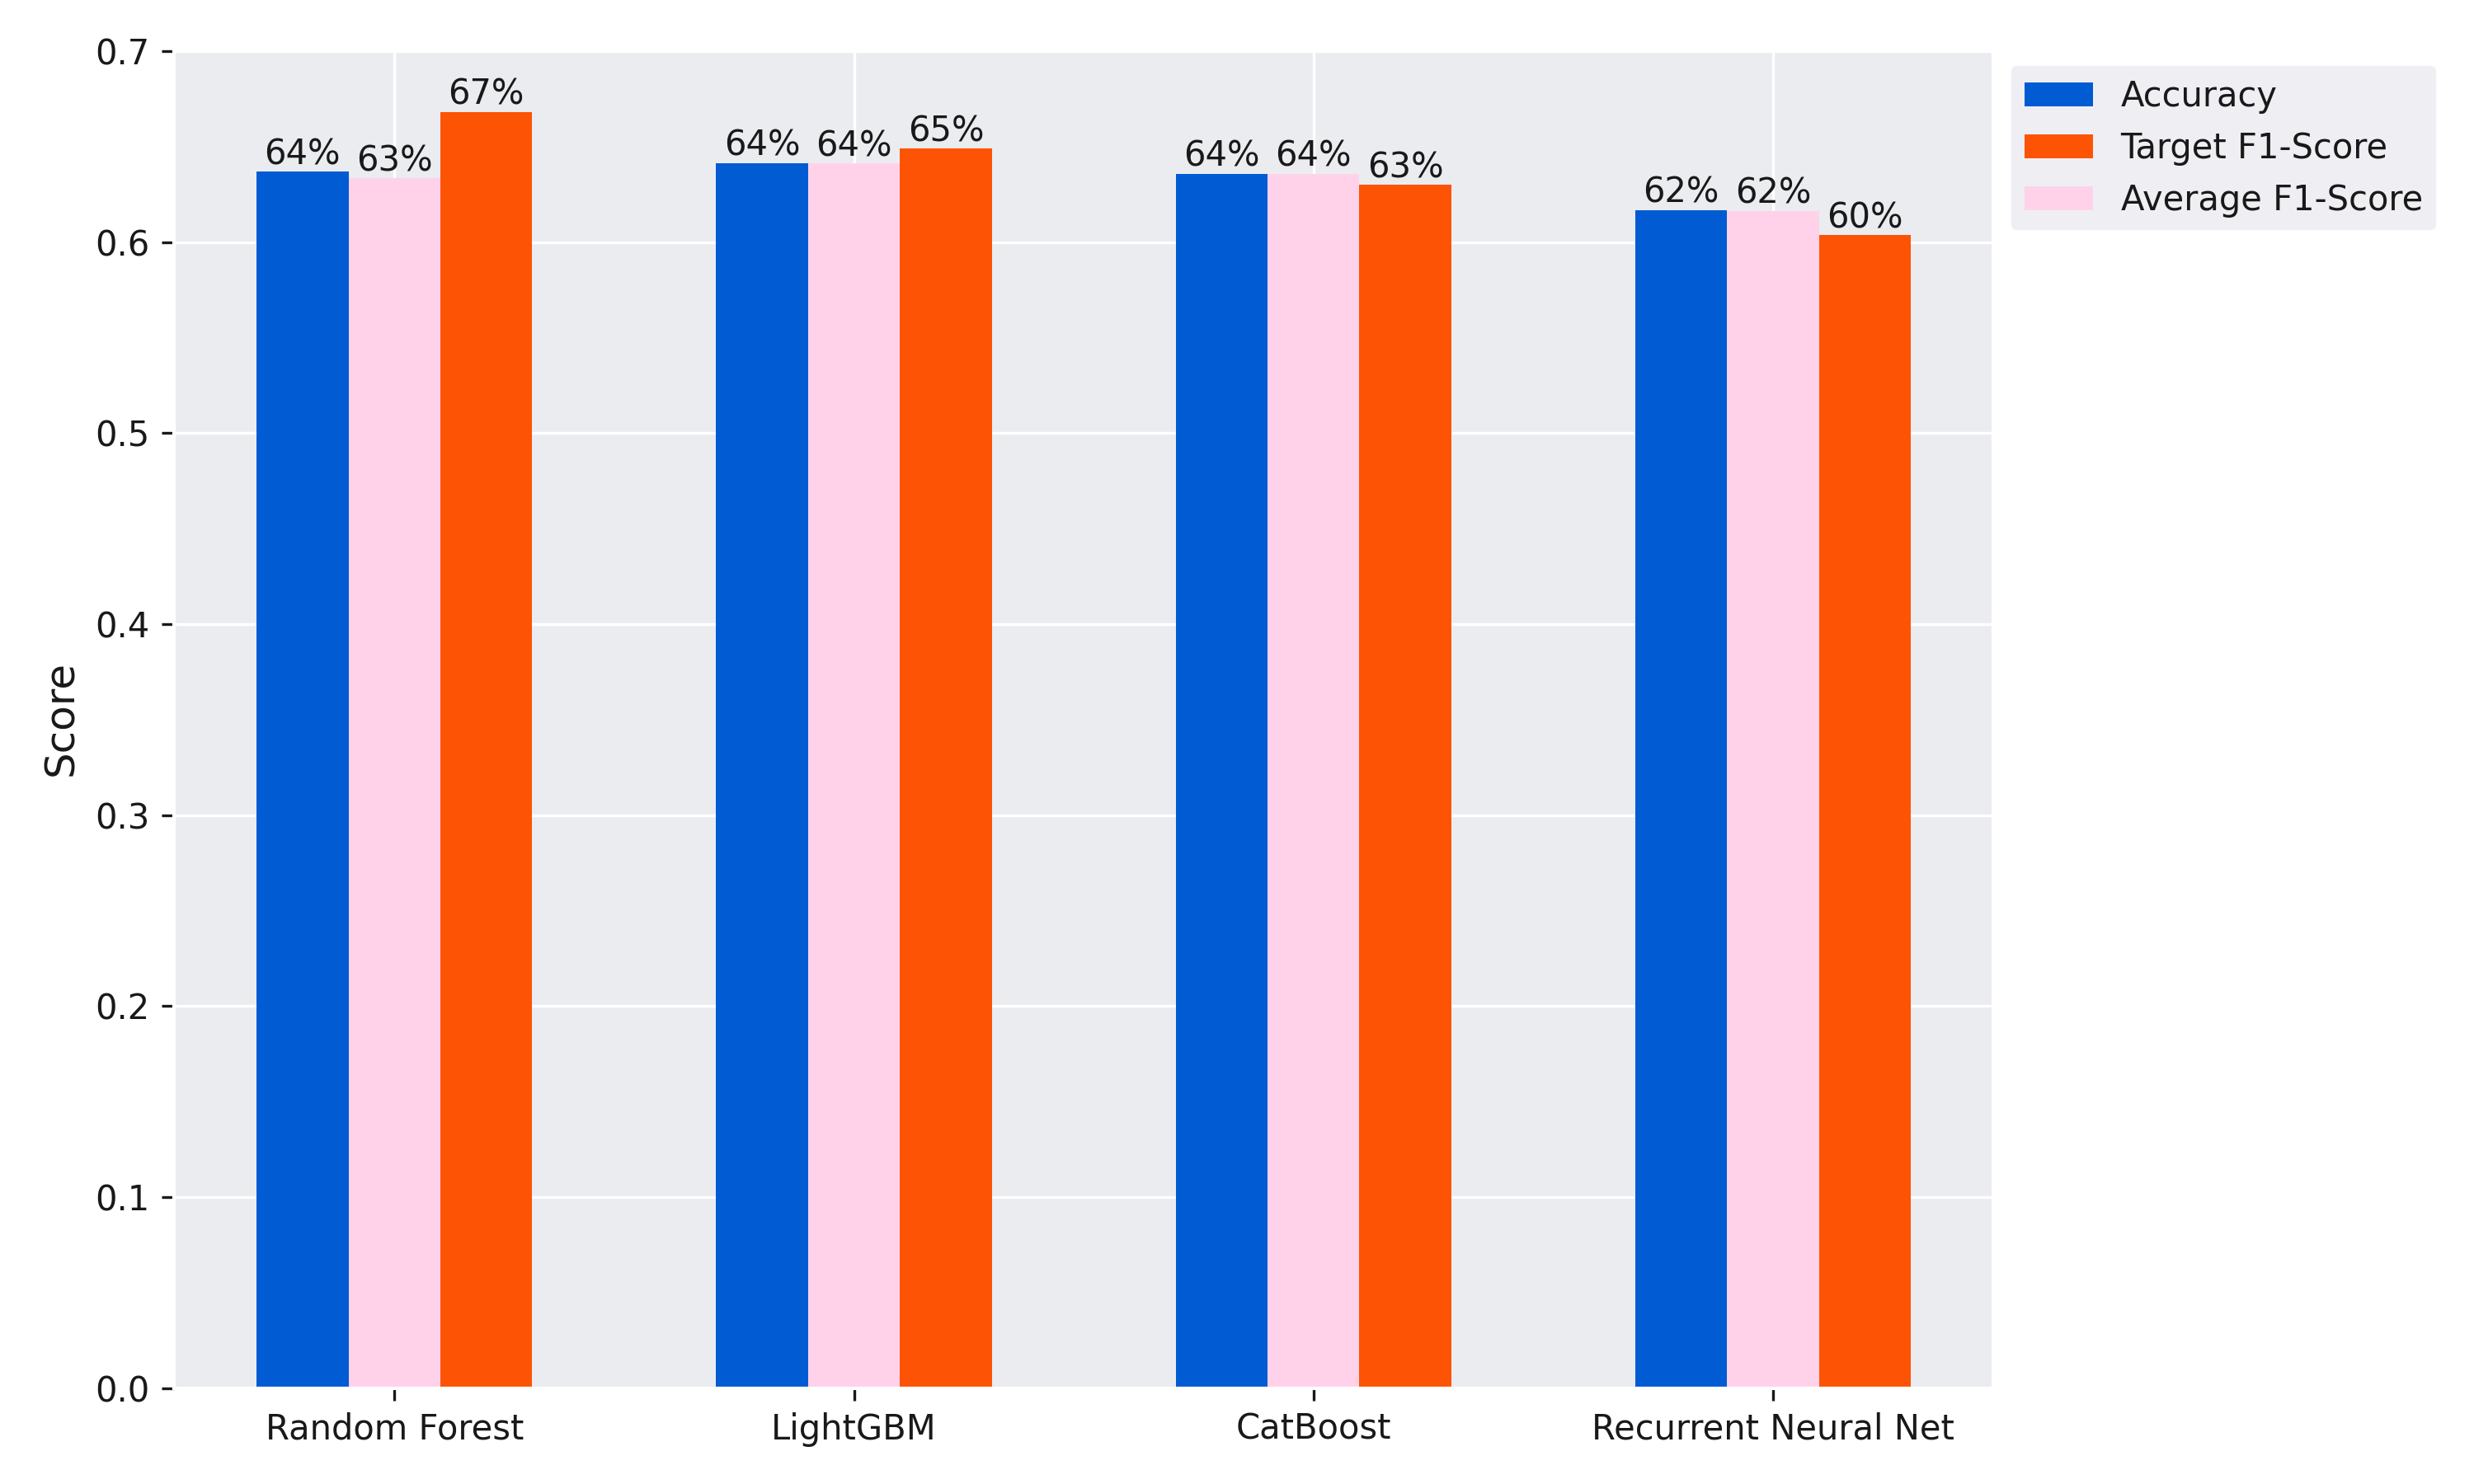 0.7
0.6
0.5
0.4
0.3
0.2
0.1
0.0
Score
64%
63%
67%
64%
64%
65%
64%
64%
63%
62%
62%
60%
Random Forest
LightGBM
CatBoost
Recurrent Neural Net
Accuracy
Target F1-Score
Average F1-Score